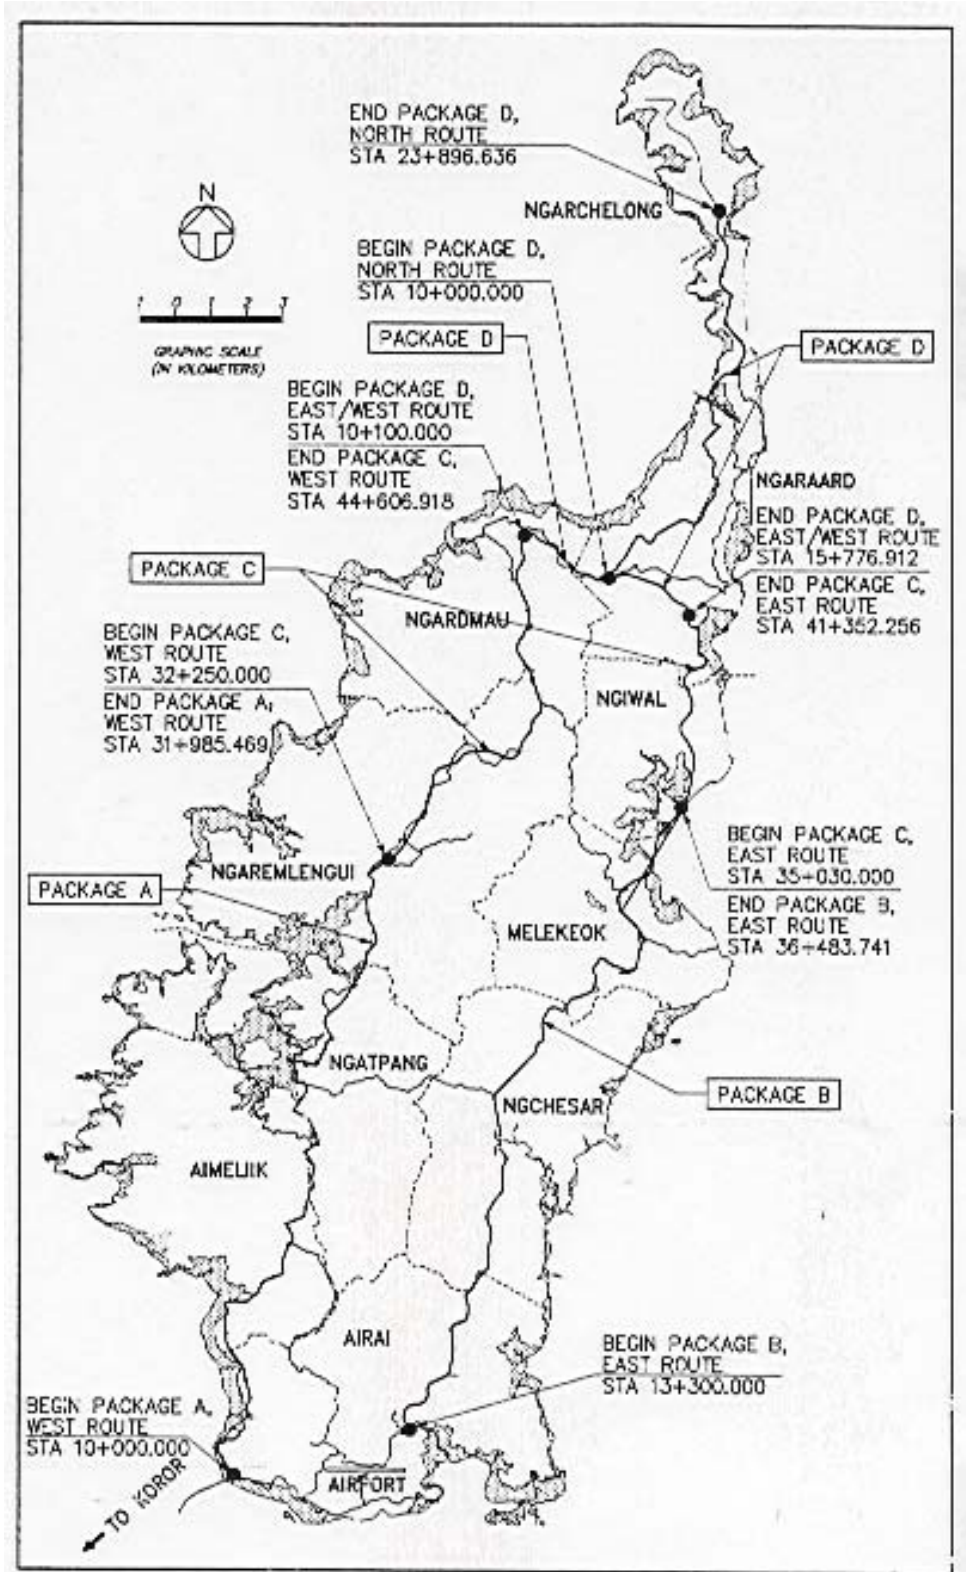 END PACKAGE D,
NORTH ROUTE
STA 23+896.636
N
NGARCHELONG
BEGIN PACKAGE D,
NORTH ROUTE
STA 10+000.000
1 0 1 2 3
GRAPHIC SCALE
(IN KILOMETERS)
PACKAGE D
PACKAGE D
BEGIN PACKAGE D,
EAST/WEST ROUTE
STA 10+100.000
END PACKAGE C,
WEST ROUTE
STA 44+606.918
NGARAARD
END PACKAGE D,
EAST/WEST ROUTE
STA 15+776.912
END PACKAGE C,
EAST ROUTE
STA 41+352.256
PACKAGE C
NGARDMAU
BEGIN PACKAGE C,
WEST ROUTE
STA 32+250.000
END PACKAGE A,
WEST ROUTE
STA 31+985.469
NGIWAL
BEGIN PACKAGE C,
EAST ROUTE
STA 35+030.000
END PACKAGE B,
EAST ROUTE
STA 36+483.741
NGAREMLENGUI
PACKAGE A
MELEKEOK
NGATPANG
NGCHESAR
PACKAGE B
AIMELIIK
AIRAI
BEGIN PACKAGE B,
EAST ROUTE
STA 13+300.000
BEGIN PACKAGE A,
WEST ROUTE
STA 10+000.000
AIRPORT
TO KOROR